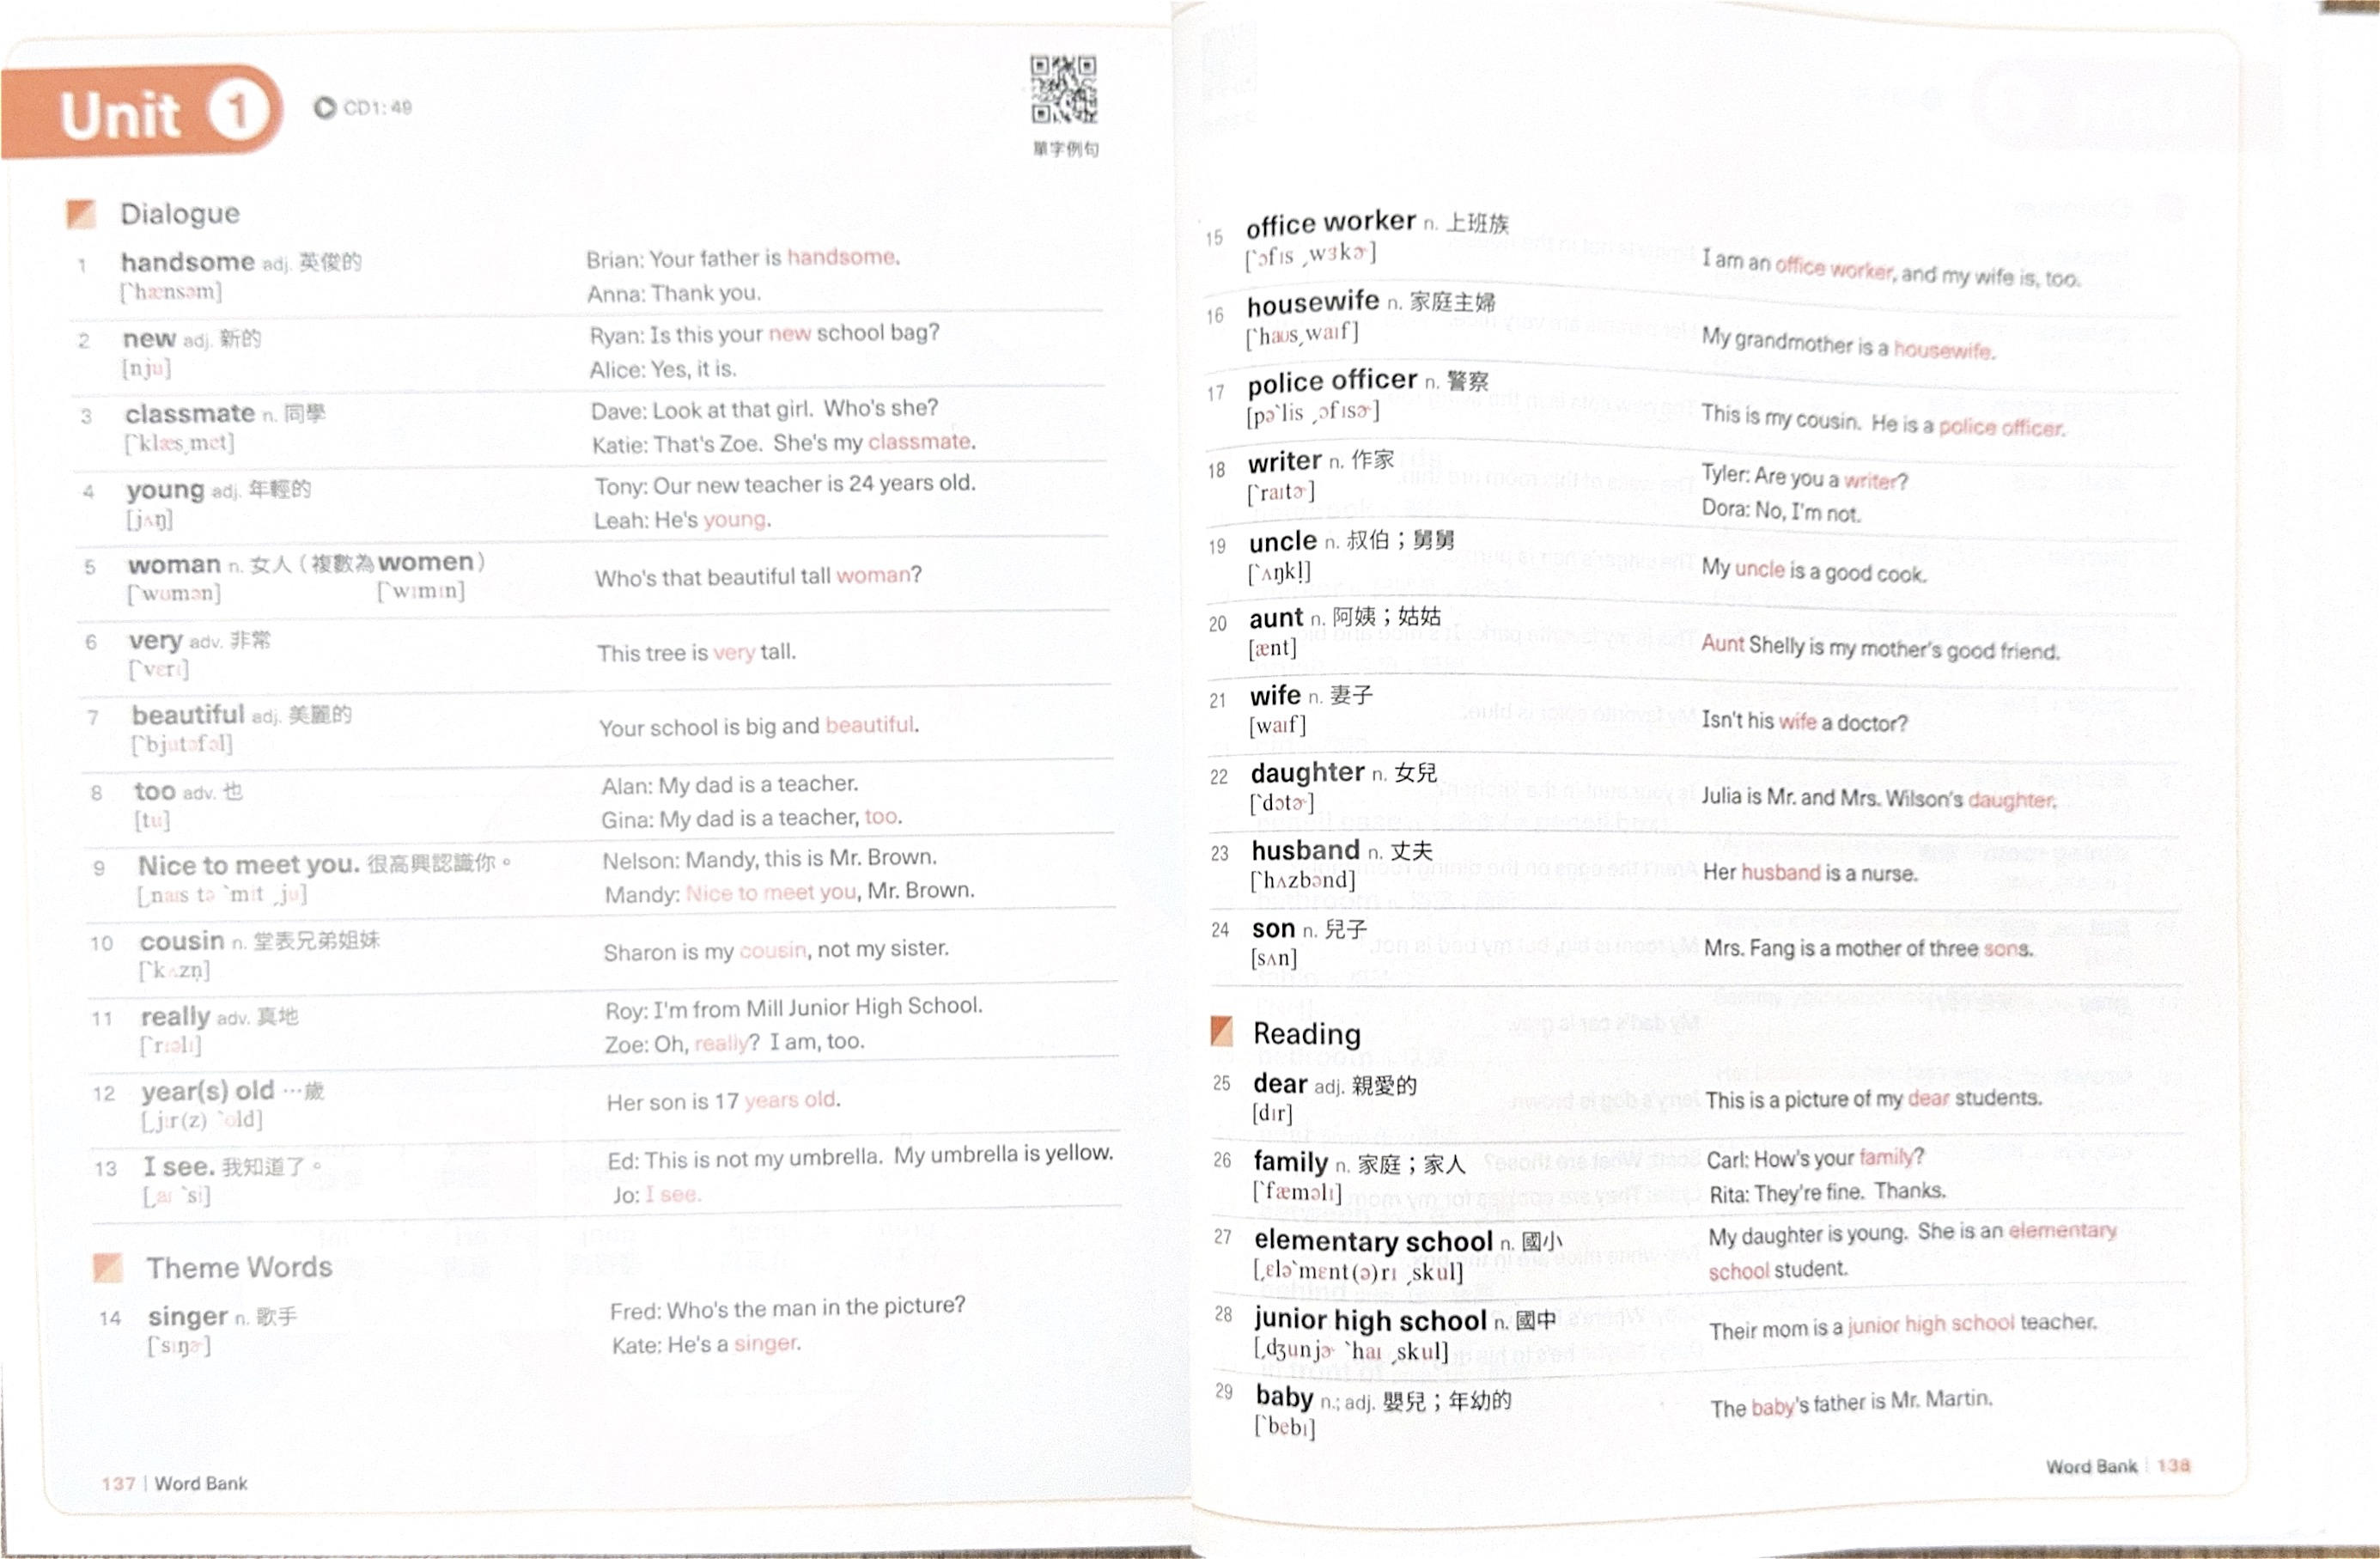 Unit 1
CD1: 49
單字例句
Dialogue
1 handsome adj. 英俊的
[ˋhænsəm]
Brian: Your father is handsome.
Anna: Thank you.
2 new adj. 新的
[nju]
Ryan: Is this your new school bag?
Alice: Yes, it is.
3 classmate n. 同學
[ˋklæsˏmet]
Dave: Look at that girl. Who's she?
Katie: That's Zoe. She's my classmate.
4 young adj. 年輕的
[jʌŋ]
Tony: Our new teacher is 24 years old.
Leah: He's young.
5 woman n. 女人（複數為women）
[ˋwʊmən] [ˋwɪmɪn]
Who's that beautiful tall woman?
6 very adv. 非常
[ˋvɛrɪ]
This tree is very tall.
7 beautiful adj. 美麗的
[ˋbjutəfəl]
Your school is big and beautiful.
8 too adv. 也
[tu]
Alan: My dad is a teacher.
Gina: My dad is a teacher, too.
9 Nice to meet you. 很高興認識你。
[ˏnaɪs tə ˋmit ˏju]
Nelson: Mandy, this is Mr. Brown.
Mandy: Nice to meet you, Mr. Brown.
10 cousin n. 堂表兄弟姐妹
[ˋkʌzn̩]
Sharon is my cousin, not my sister.
11 really adv. 真地
[ˋrɪəlɪ]
Roy: I'm from Mill Junior High School.
Zoe: Oh, really? I am, too.
12 year(s) old …歲
[ˏjɪr(z) ˋold]
Her son is 17 years old.
13 I see. 我知道了。
[ˏaɪ ˋsi]
Ed: This is not my umbrella. My umbrella is yellow.
Jo: I see.
Theme Words
14 singer n. 歌手
[ˋsɪŋɚ]
Fred: Who's the man in the picture?
Kate: He's a singer.
137 | Word Bank
15 office worker n. 上班族
[ˋɔfɪs ˏwɝkɚ]
I am an office worker, and my wife is, too.
16 housewife n. 家庭主婦
[ˋhaʊsˏwaɪf]
My grandmother is a housewife.
17 police officer n. 警察
[pəˋlis ˏɔfɪsɚ]
This is my cousin. He is a police officer.
18 writer n. 作家
[ˋraɪtɚ]
Tyler: Are you a writer?
Dora: No, I'm not.
19 uncle n. 叔伯；舅舅
[ˋʌŋkl̩]
My uncle is a good cook.
20 aunt n. 阿姨；姑姑
[ænt]
Aunt Shelly is my mother's good friend.
21 wife n. 妻子
[waɪf]
Isn't his wife a doctor?
22 daughter n. 女兒
[ˋdɔtɚ]
Julia is Mr. and Mrs. Wilson's daughter.
23 husband n. 丈夫
[ˋhʌzbənd]
Her husband is a nurse.
24 son n. 兒子
[sʌn]
Mrs. Fang is a mother of three sons.
Reading
25 dear adj. 親愛的
[dɪr]
This is a picture of my dear students.
26 family n. 家庭；家人
[ˋfæməlɪ]
Carl: How's your family?
Rita: They're fine. Thanks.
27 elementary school n. 國小
[ˏɛləˋmɛnt(ə)rɪ ˏskul]
My daughter is young. She is an elementary
school student.
28 junior high school n. 國中
[ˏdʒunjɚ ˋhaɪ ˏskul]
Their mom is a junior high school teacher.
29 baby n.; adj. 嬰兒；年幼的
[ˋbebɪ]
The baby's father is Mr. Martin.
Word Bank | 138